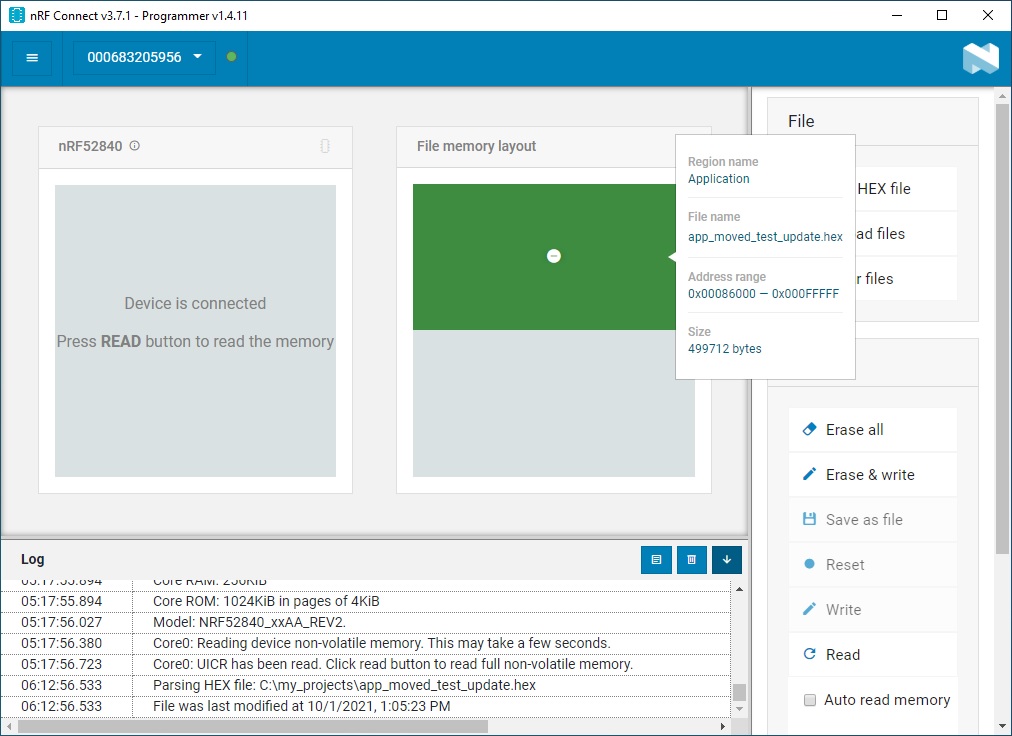 nRF Connect v3.7.1 - Programmer v1.4.11
000683205956
nRF52840
Device is connected
Press READ button to read the memory
File memory layout
Region name
Application
File name
app_moved_test_update.hex
Address range
0x00086000 — 0x000FFFFF
Size
499712 bytes
File
HEX file
ad files
r files
Erase all
Erase & write
Save as file
Reset
Write
Read
Auto read memory
Log
05:17:55.894 Core RAM: 256KiB
05:17:55.894 Core ROM: 1024KiB in pages of 4KiB
05:17:56.027 Model: NRF52840_xxAA_REV2.
05:17:56.380 Core0: Reading device non-volatile memory. This may take a few seconds.
05:17:56.723 Core0: UICR has been read. Click read button to read full non-volatile memory.
06:12:56.533 Parsing HEX file: C:\my_projects\app_moved_test_update.hex
06:12:56.533 File was last modified at 10/1/2021, 1:05:23 PM